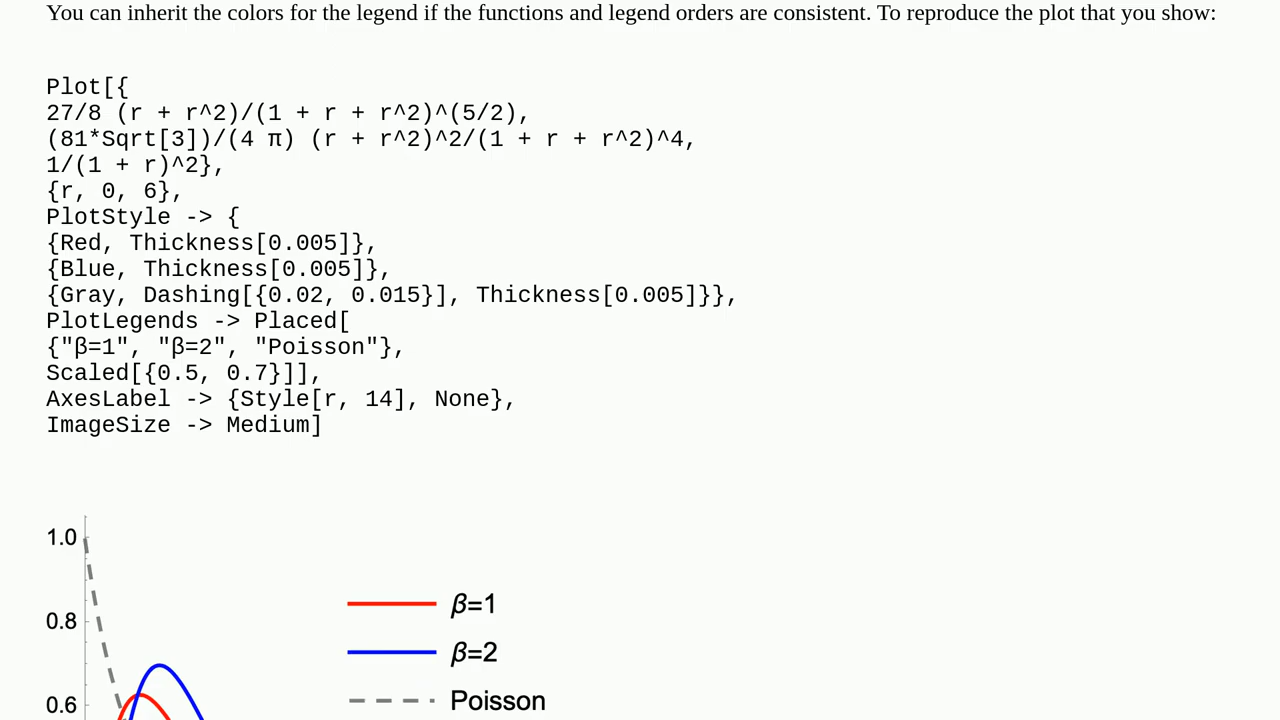 You can inherit the colors for the legend if the functions and legend orders are consistent. To reproduce the plot that you show:
Plot[{
27/8 (r + r^2)/(1 + r + r^2)^(5/2),
(81*Sqrt[3])/(4 π) (r + r^2)^2/(1 + r + r^2)^4,
1/(1 + r)^2},
{r, 0, 6},
PlotStyle -> {
{Red, Thickness[0.005]},
{Blue, Thickness[0.005]},
{Gray, Dashing[{0.02, 0.015}], Thickness[0.005]}},
PlotLegends -> Placed[
{"β=1", "β=2", "Poisson"},
Scaled[{0.5, 0.7}]],
AxesLabel -> {Style[r, 14], None},
ImageSize -> Medium]
1.0
β=1
0.8
β=2
Poisson
0.6